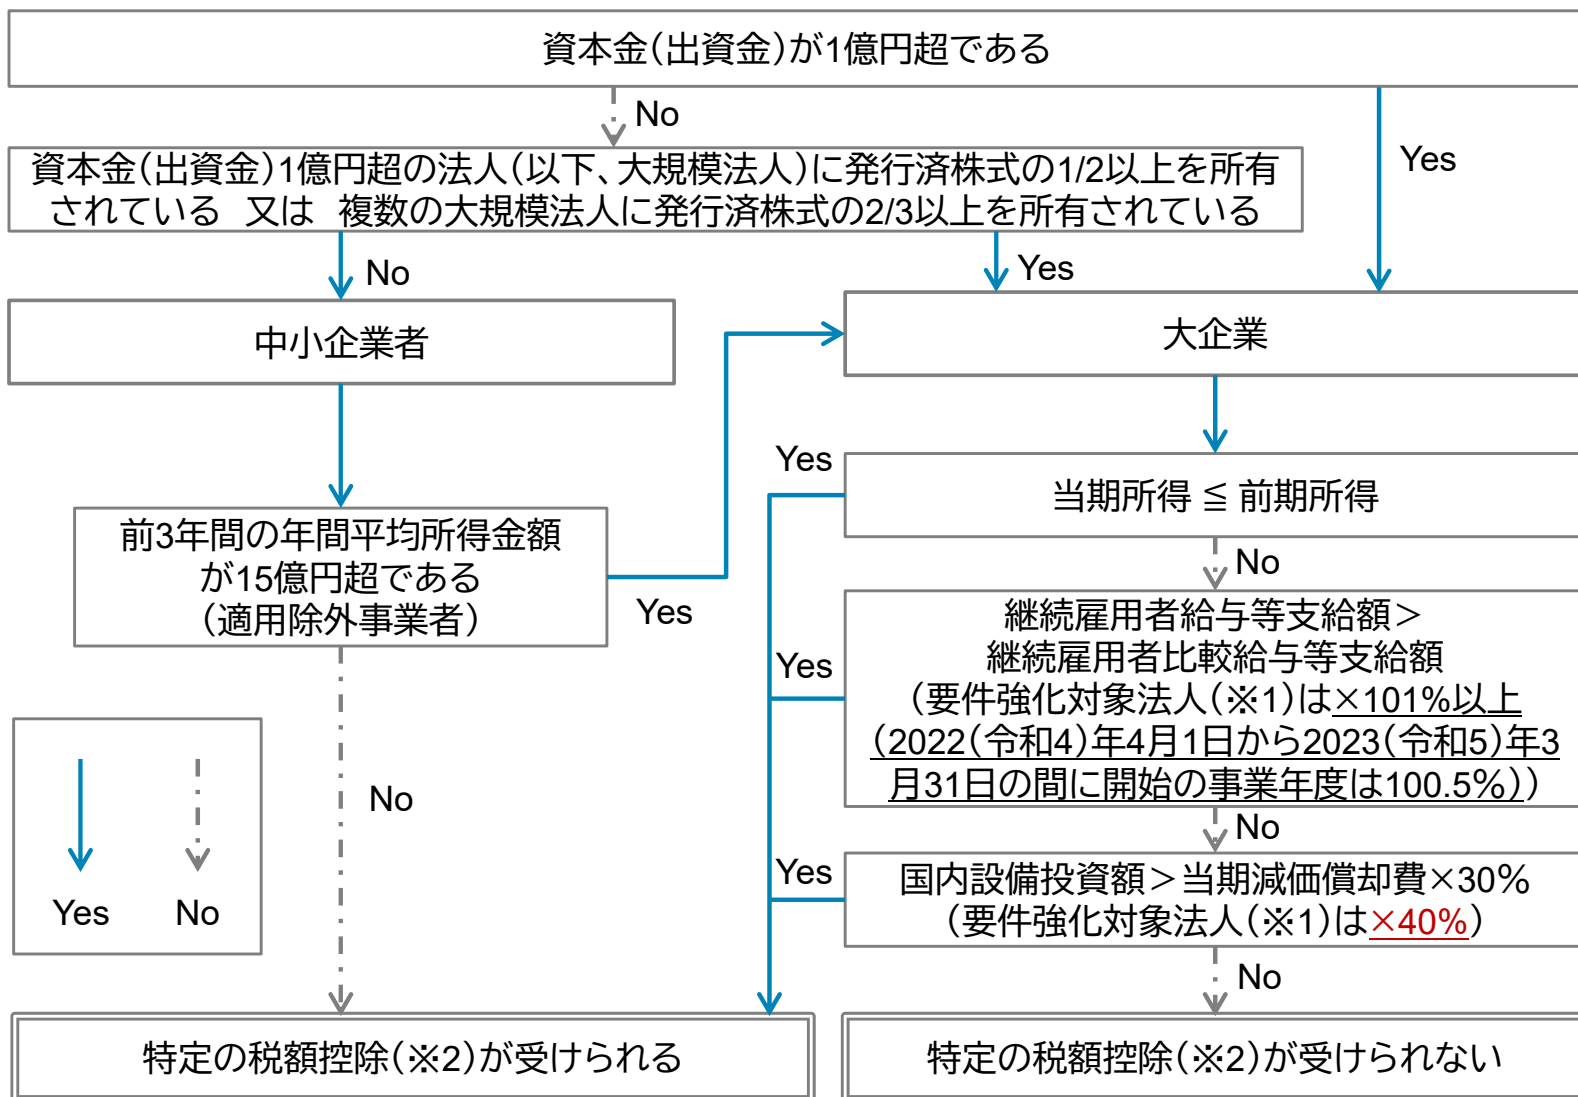 資本金(出資金)が1億円超である
No
Yes
資本金(出資金)1億円超の法人(以下、大規模法人)に発行済株式の1/2以上を所有
されている　又は　複数の大規模法人に発行済株式の2/3以上を所有されている
No
Yes
中小企業者
大企業
Yes
当期所得 ≦ 前期所得
前3年間の年間平均所得金額
が15億円超である
(適用除外事業者)
Yes
No
Yes
継続雇用者給与等支給額＞
継続雇用者比較給与等支給額
(要件強化対象法人(※1)は×101%以上
(2022(令和4)年4月1日から2023(令和5)年3
月31日の間に開始の事業年度は100.5%))
No
No
Yes
国内設備投資額＞当期減価償却費×30%
(要件強化対象法人(※1)は×40%)
Yes
No
No
特定の税額控除(※2)が受けられる
特定の税額控除(※2)が受けられない